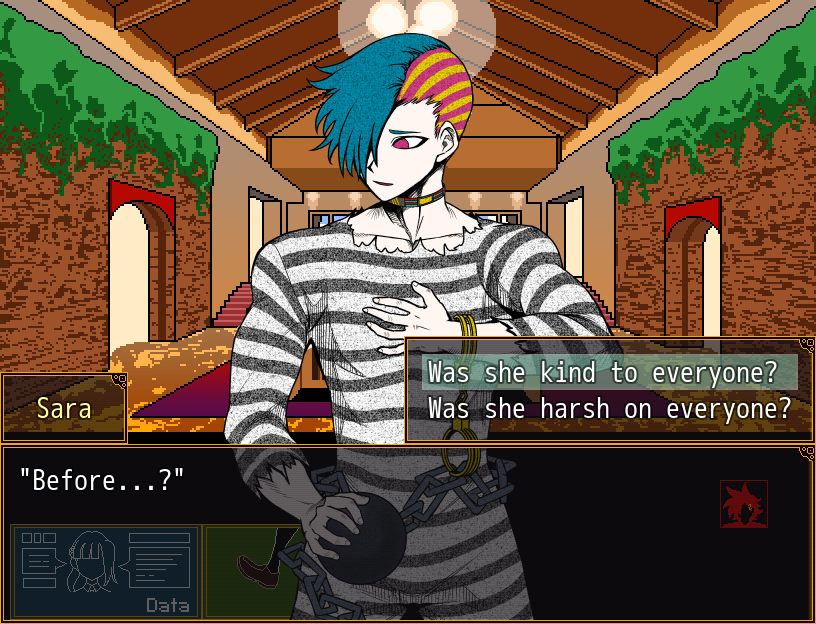 Was she kind to everyone?
Was she harsh on everyone?
Sara
"Before...?"
Data